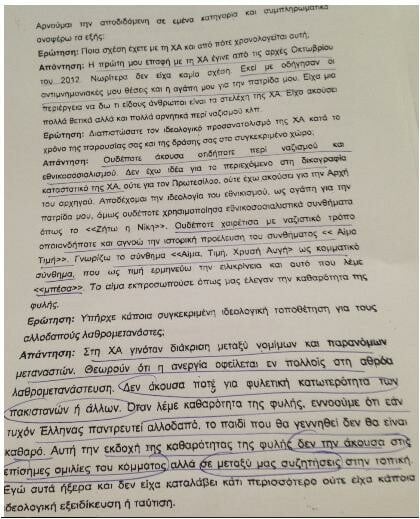 Αρνούμαι την αποδιδόμενη σε εμένα κατηγορία και συμπληρωματικά
αναφέρω τα εξής:
Ερώτηση: Ποια σχέση έχετε με τη ΧΑ και από πότε χρονολογείται αυτή;
Απάντηση: Η πρώτη μου επαφή με τη ΧΑ έγινε από τις αρχές Οκτωβρίου
του 2012. Νωρίτερα δεν είχα καμία σχέση. Εκεί με οδήγησαν οι
αντιμνημονιακές μου θέσεις και η αγάπη μου για την πατρίδα μου. Είχα μια
περιέργεια να δω τι είδους άνθρωποι είναι τα στελέχη της ΧΑ. Είχα ακούσει
πολλά θετικά αλλά και πολλά αρνητικά περί ναζισμού κλπ.
Ερώτηση: Διαπιστώσατε τον ιδεολογικό προσανατολισμό της ΧΑ κατά το
χρόνο της παρουσίας σας και της δράσης σας στο συγκεκριμένο χώρο;
Απάντηση: Ουδέποτε άκουσα οτιδήποτε περί ναζισμού και
εθνικοσοσιαλισμού. Δεν έχω ιδέα για το περιεχόμενο στη δικογραφία
καταστατικό της ΧΑ, ούτε για τον Πρωτεσίλαο, ούτε έχω ακούσει για την Αρχή
του αρχηγού. Αποδέχομαι την ιδεολογία του εθνικισμού, ως αγάπη για την
πατρίδα μου, όμως ουδέποτε χρησιμοποίησα εθνικοσοσιαλιστικά συνθήματα
όπως το <<Ζήτω η Νίκη>>. Ουδέποτε χαιρέτισα με ναζιστικό τρόπο
οποιονδήποτε και αγνοώ την ιστορική προέλευση του συνθήματος << Αίμα
Τιμή>>. Γνωρίζω το σύνθημα <<Αίμα, Τιμή, Χρυσή Αυγή>> ως κομματικό
σύνθημα, που ως τιμή ερμηνεύω την ειλικρίνεια και αυτό που λέμε
<<μπέσα>>. Το αίμα εκπροσωπούσε όπως μας έλεγαν την καθαρότητα της
φυλής.
Ερώτηση: Υπήρχε κάποια συγκεκριμένη ιδεολογική τοποθέτηση για τους
αλλοδαπούς λαθρομετανάστες;
Απάντηση: Στη ΧΑ γινόταν διάκριση μεταξύ νομίμων και παρανόμων
μεταναστών. Θεωρούν ότι η ανεργία οφείλεται εν πολλοίς στη αθρόα
λαθρομετανάστευση. Δεν άκουσα ποτέ για φυλετική κατωτερότητα των
πακιστανών ή άλλων. Όταν λέμε καθαρότητα της φυλής, εννοούμε ότι εάν
τυχόν Έλληνας παντρευτεί αλλοδαπό, το παιδί που θα γεννηθεί δεν θα είναι
καθαρό. Αυτή την εκδοχή της καθαρότητας της φυλής δεν την άκουσα στις
επίσημες ομιλίες του κόμματος αλλά σε μεταξύ μας συζητήσεις στην τοπική.
Εγώ αυτά ήξερα και δεν είχα καταλάβει κάτι περισσότερο ούτε είχα κάποια
ιδεολογική εξειδίκευση ή ταύτιση.